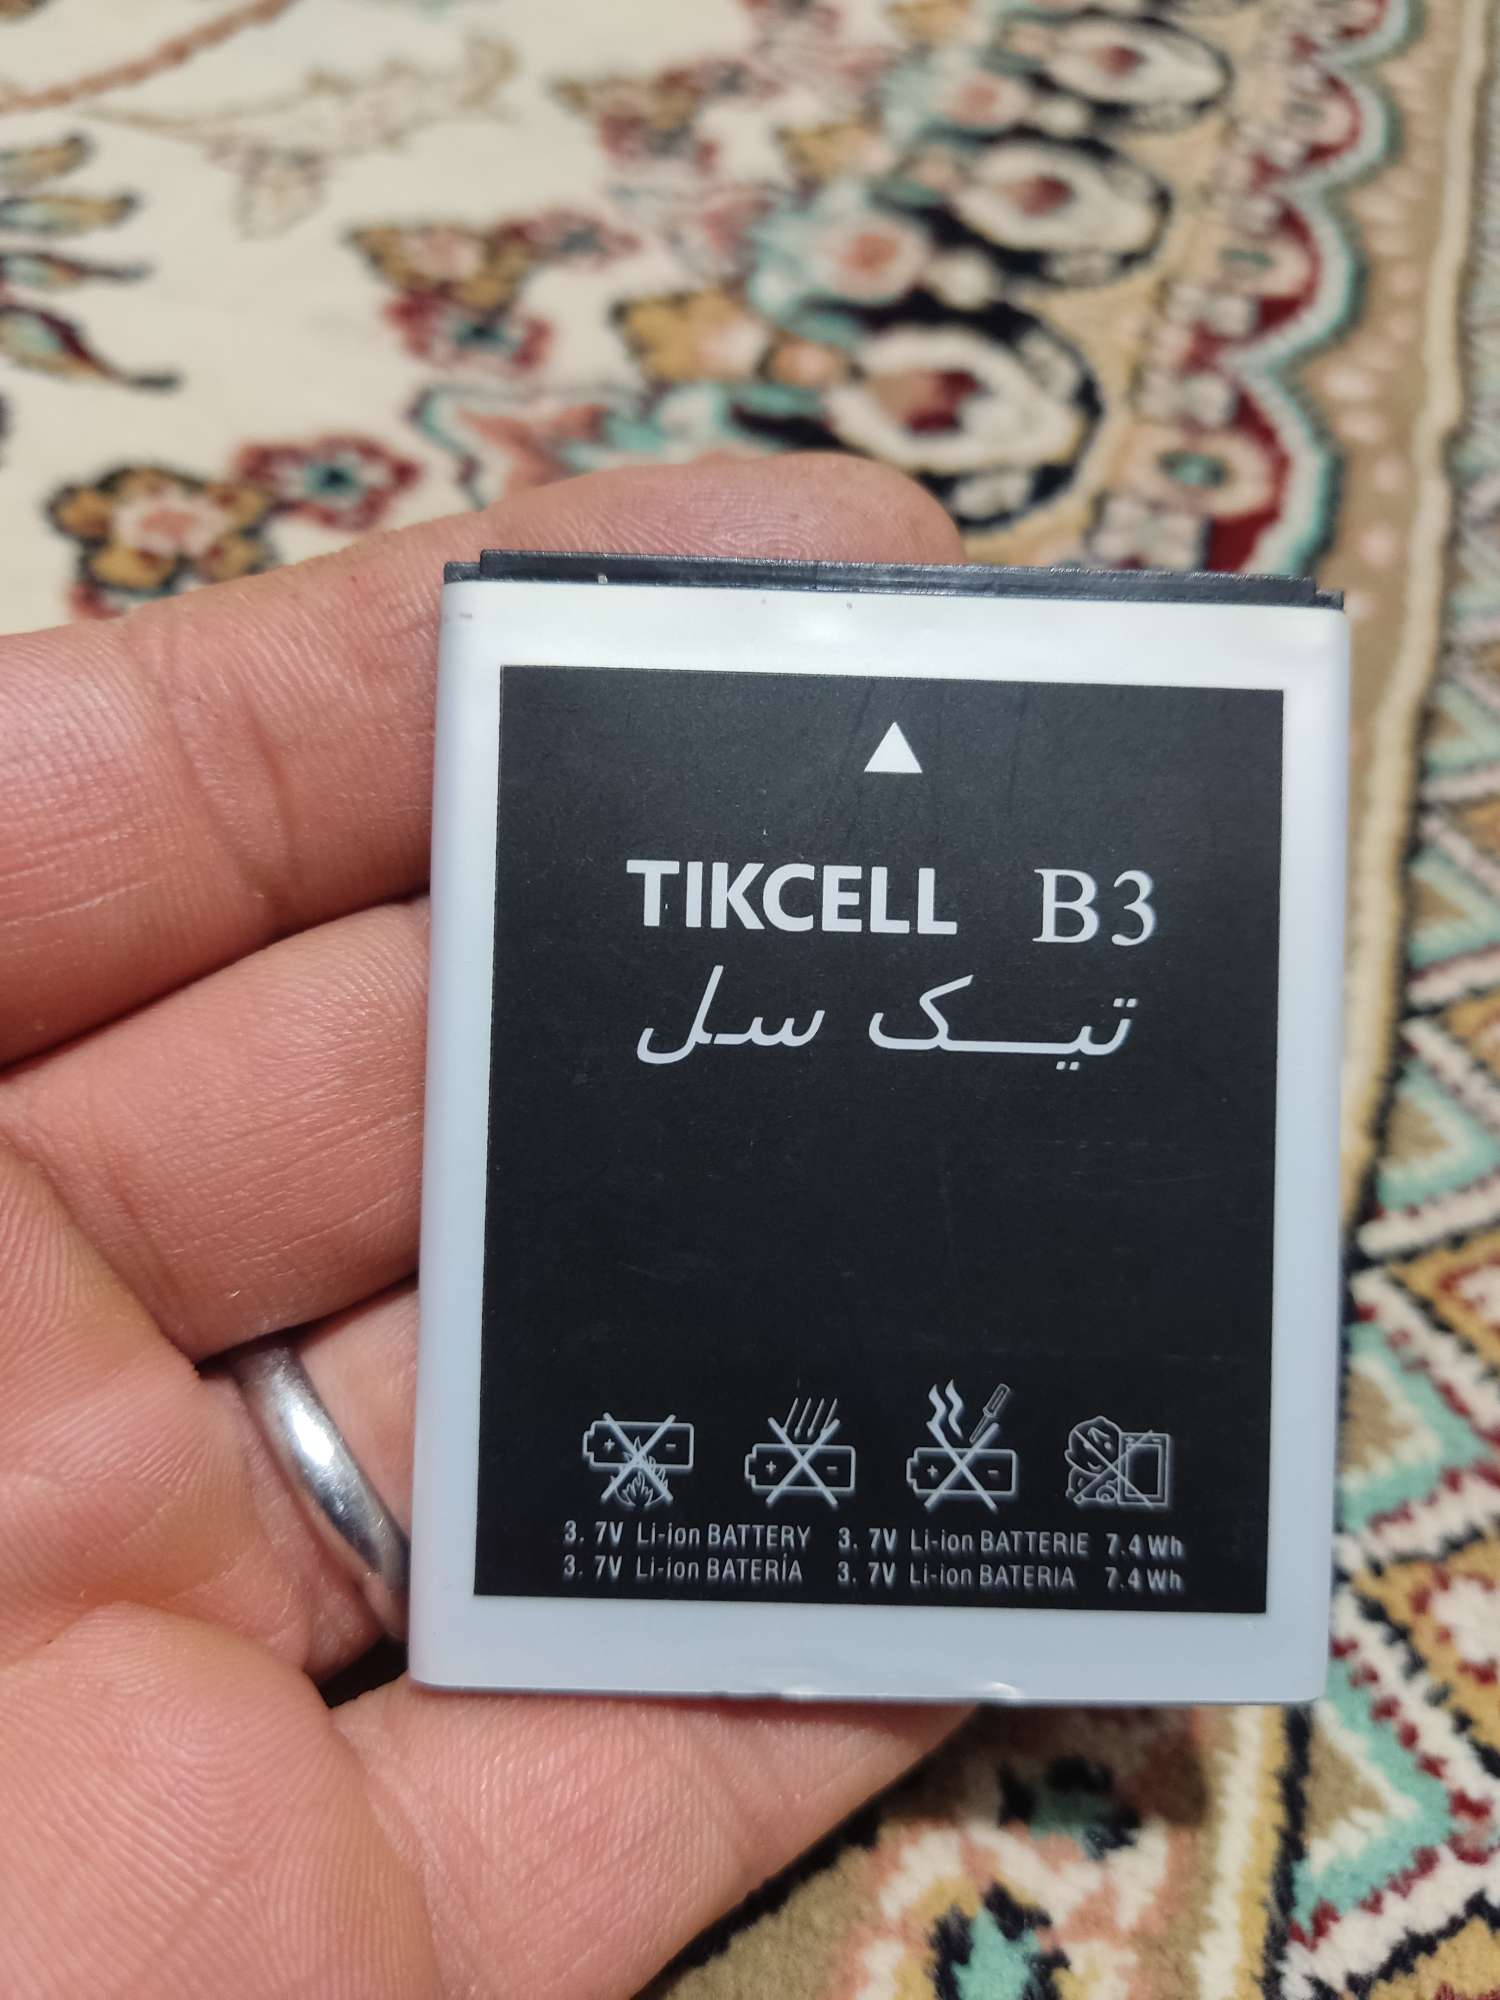 TIKCELL B3
تیک سل
3. 7V Li-ion BATTERY 3. 7V Li-ion BATTERIE 7.4 Wh
3. 7V Li-ion BATERÍA 3. 7V Li-ion BATERIA 7.4 Wh